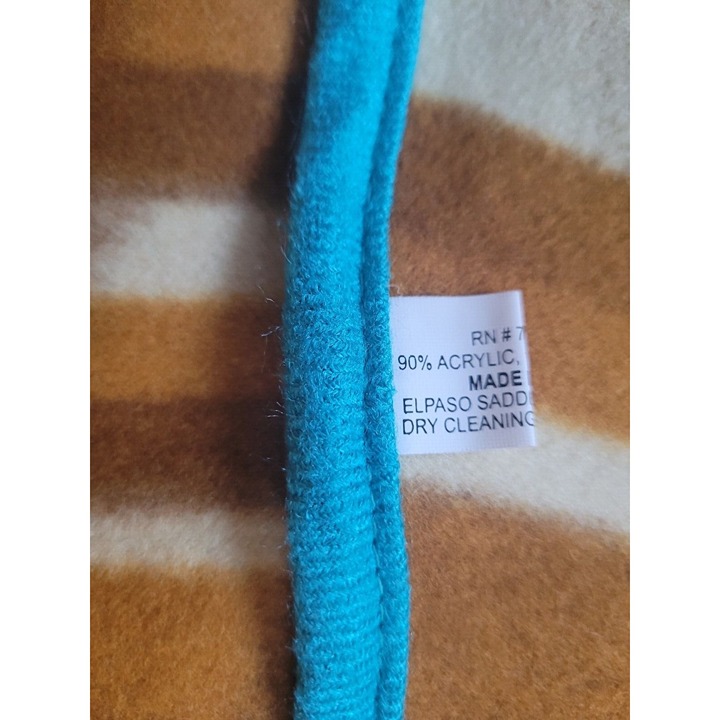 RN # 7
90% ACRYLIC,
MADE
ELPASO SADD
DRY CLEANING